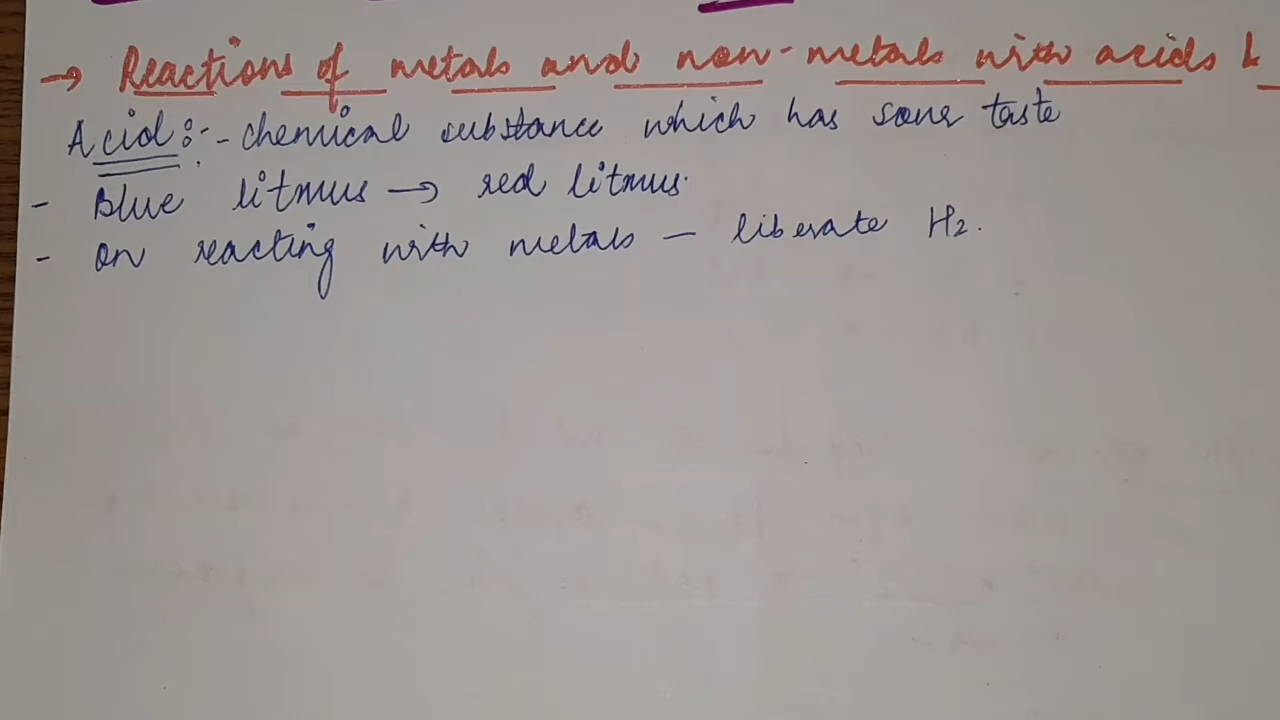 → Reactions of metals and non-metals with acids &
Acid:- - chemical substance which has sour taste
- Blue litmus → red litmus.
- On reacting with metals – liberate H2.